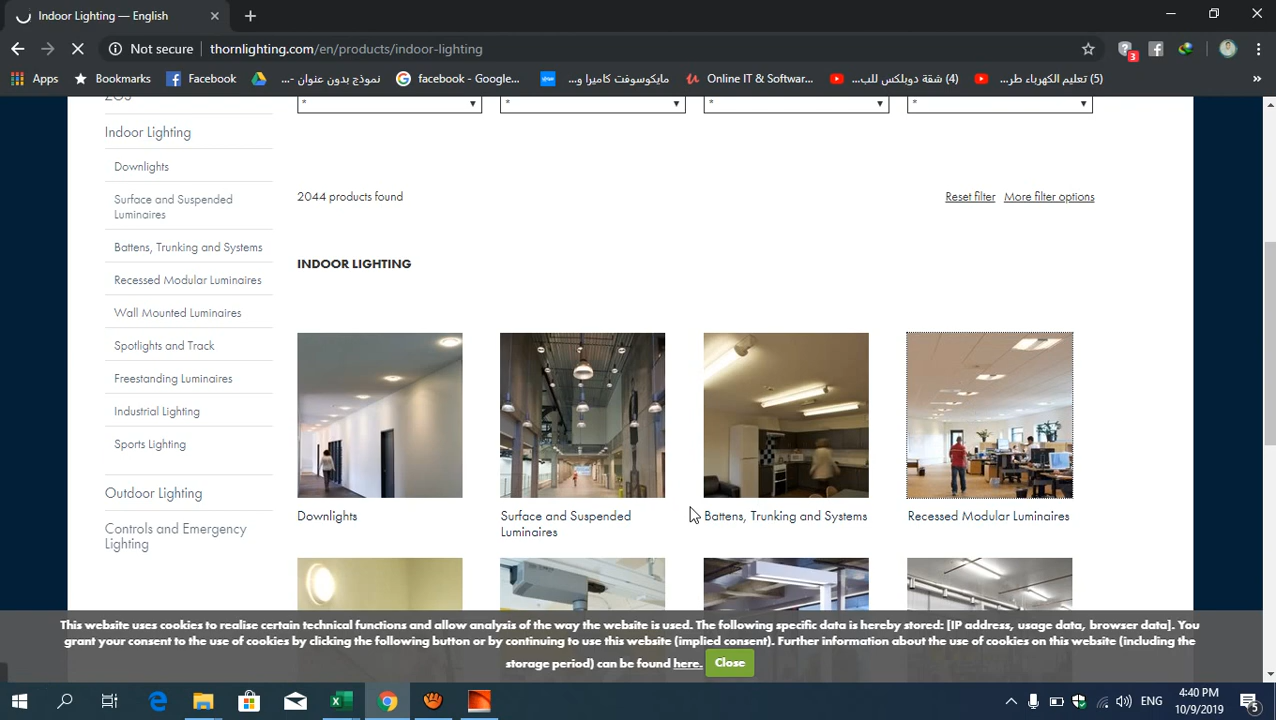 Indoor Lighting — English
Not secure
thornlighting.com/en/products/indoor-lighting
3
Apps
Bookmarks
Facebook
نموذج بدون عنوان -...
facebook - Google...
مايكوسوفت كاميرا و...
Online IT & Softwar...
(4) شقة دوبلكس للب...
(5) تعليم الكهرباء طر...
»
Indoor Lighting
Downlights
Surface and Suspended
Luminaires
Battens, Trunking and Systems
Recessed Modular Luminaires
Wall Mounted Luminaires
Spotlights and Track
Freestanding Luminaires
Industrial Lighting
Sports Lighting
Outdoor Lighting
Controls and Emergency
Lighting
* * * *
2044 products found
Reset filter More filter options
INDOOR LIGHTING
Downlights
Surface and Suspended
Luminaires
Battens, Trunking and Systems
Recessed Modular Luminaires
This website uses cookies to realise certain technical functions and allow analysis of the way the website is used. The following specific data is hereby stored: [IP address, usage data, browser data]. You
grant your consent to the use of cookies by clicking the following button or by continuing to use this website (implied consent). Further information about the use of cookies on this website (including the
storage period) can be found here. Close
ENG
4:40 PM
10/9/2019
5